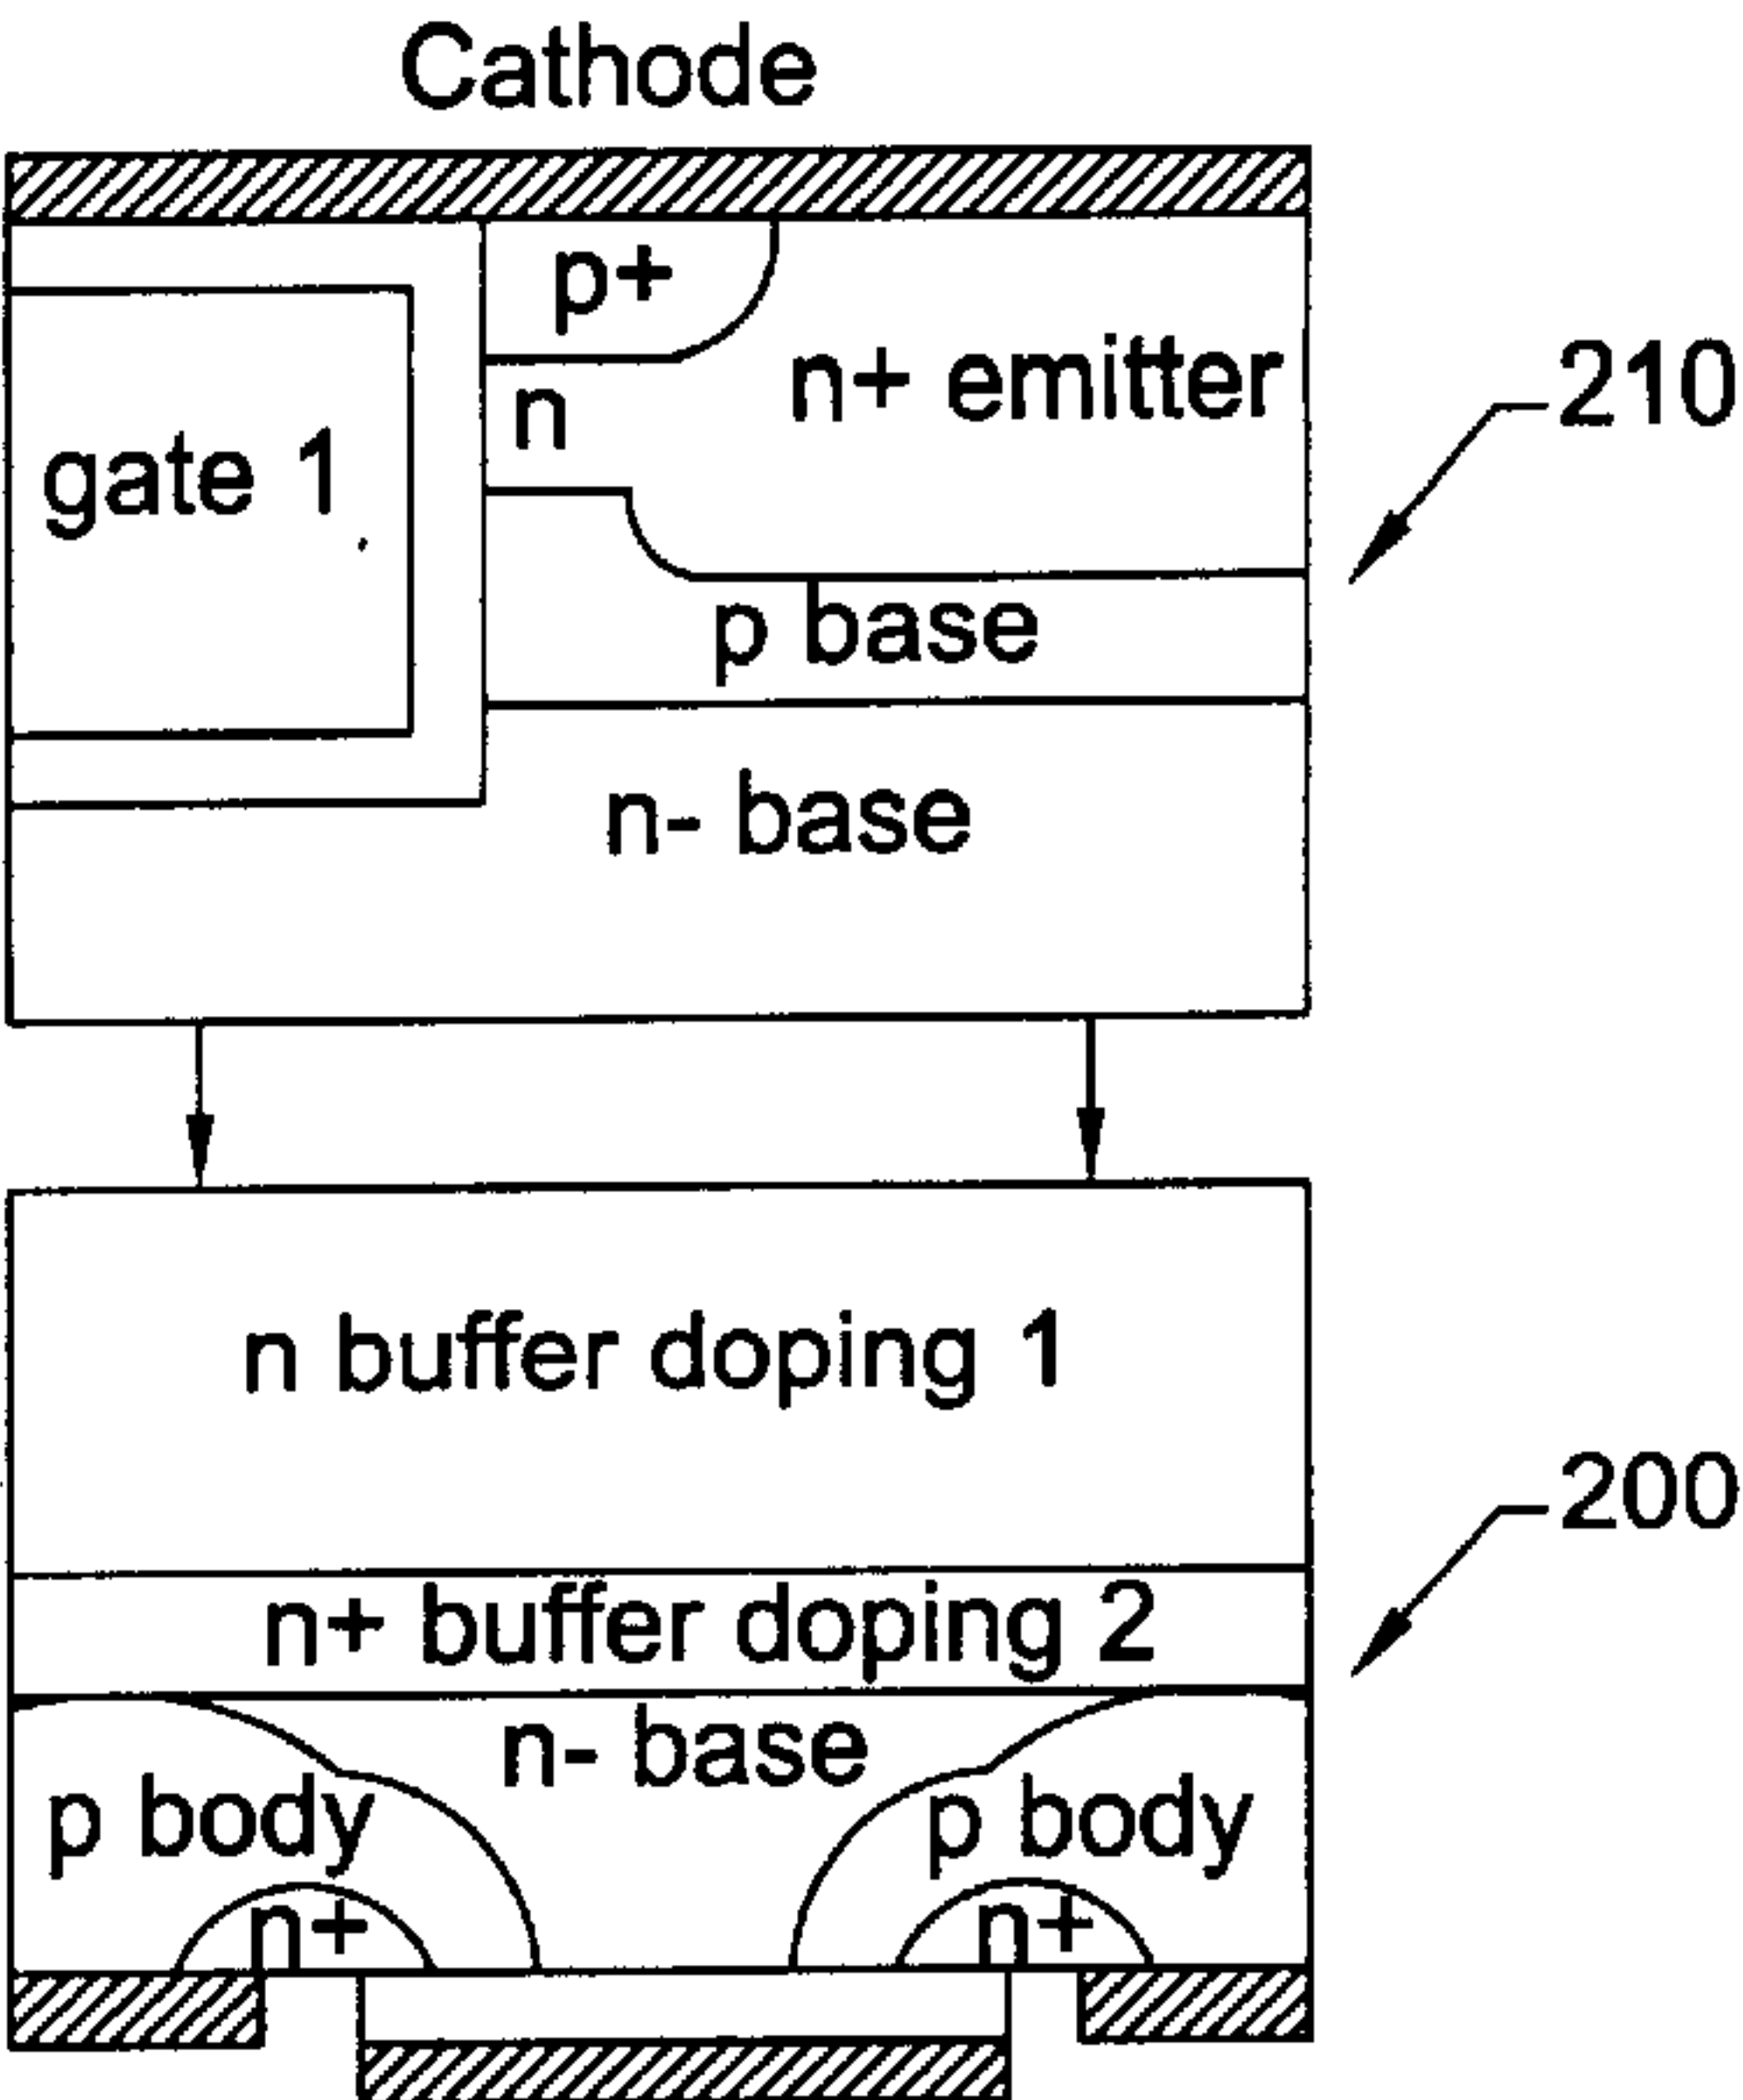 Cathode
p+
n+ emitter
210
n
gate 1
p base
n- base
n buffer doping 1
200
n+ buffer doping 2
n- base
p body
p body
n+
n+